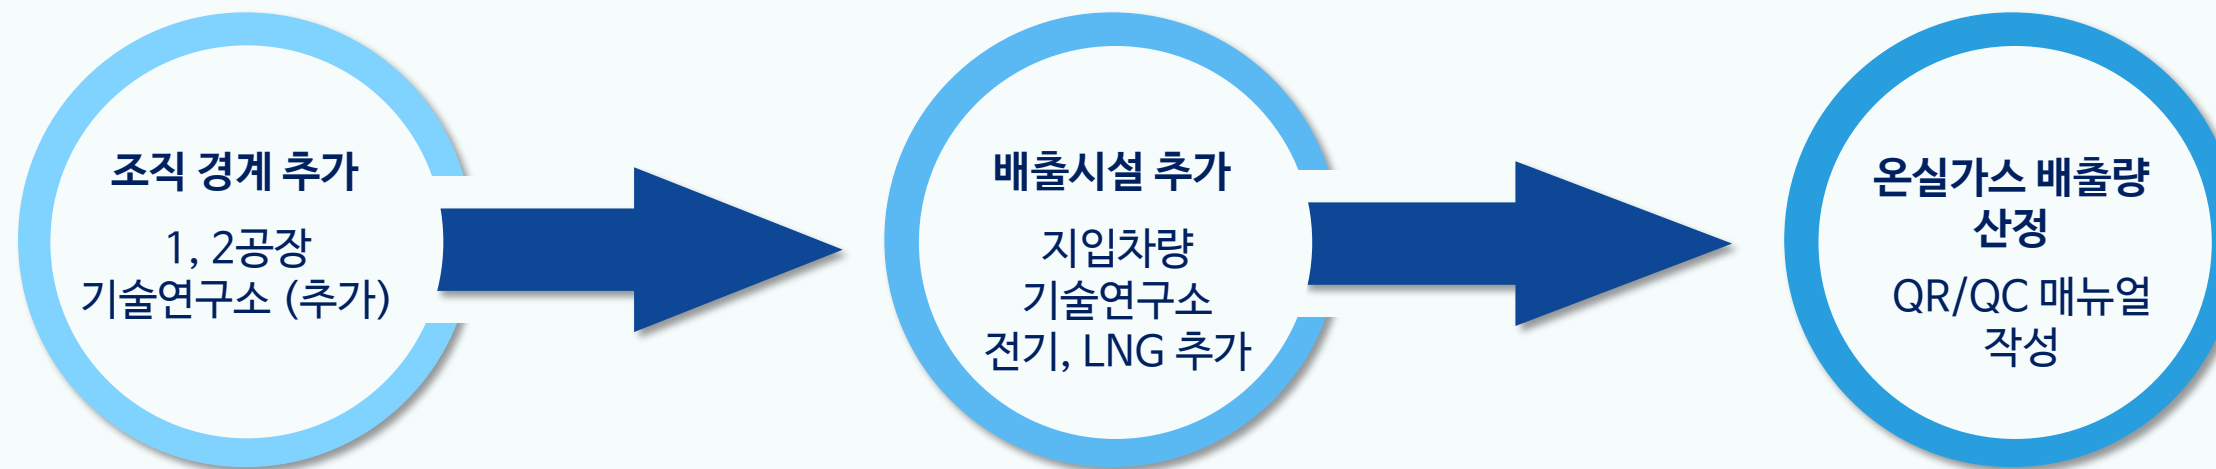 조직 경계 추가
1, 2공장
기술연구소 (추가)
배출시설 추가
지입차량
기술연구소
전기, LNG 추가
온실가스 배출량
산정
QR/QC 매뉴얼
작성